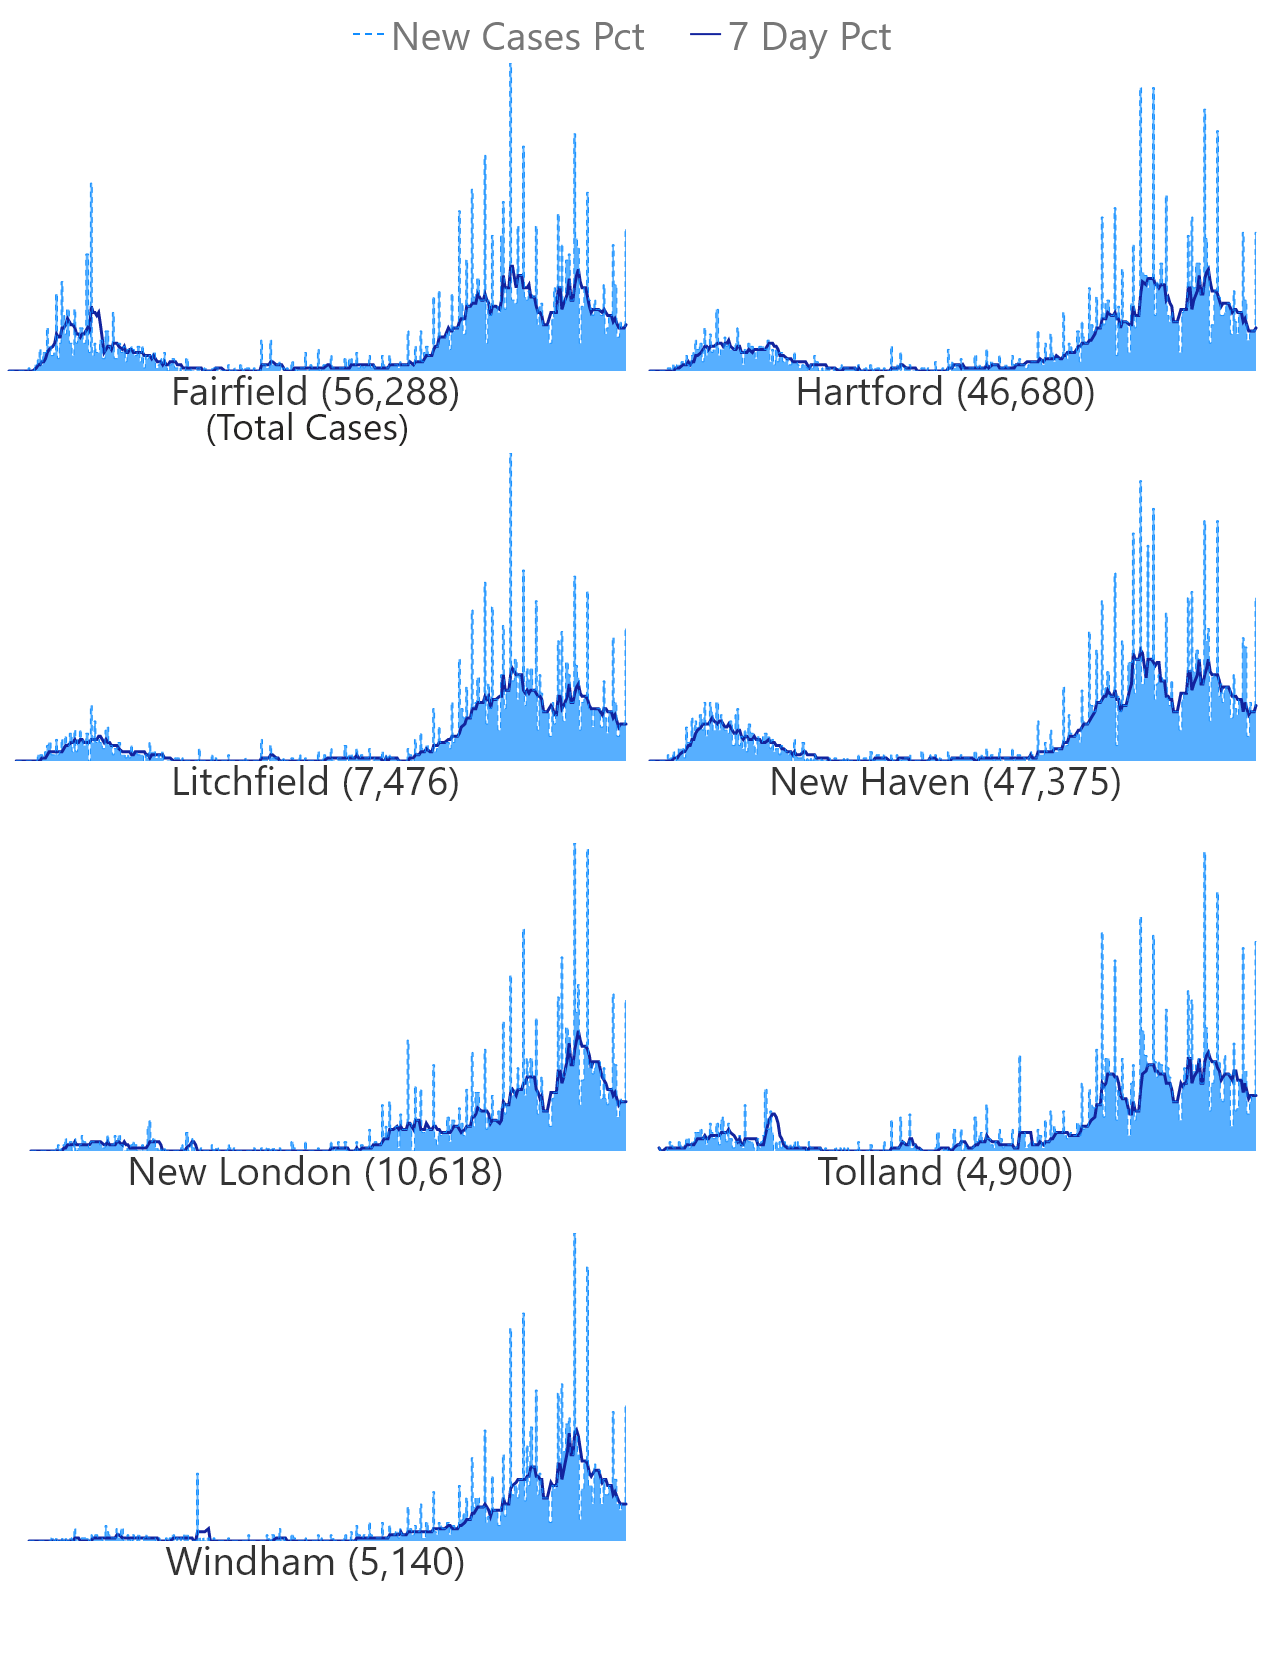 New Cases Pct 7 Day Pct
Fairfield (56,288) Hartford (46,680)
(Total Cases)
Litchfield (7,476) New Haven (47,375)
New London (10,618) Tolland (4,900)
Windham (5,140)